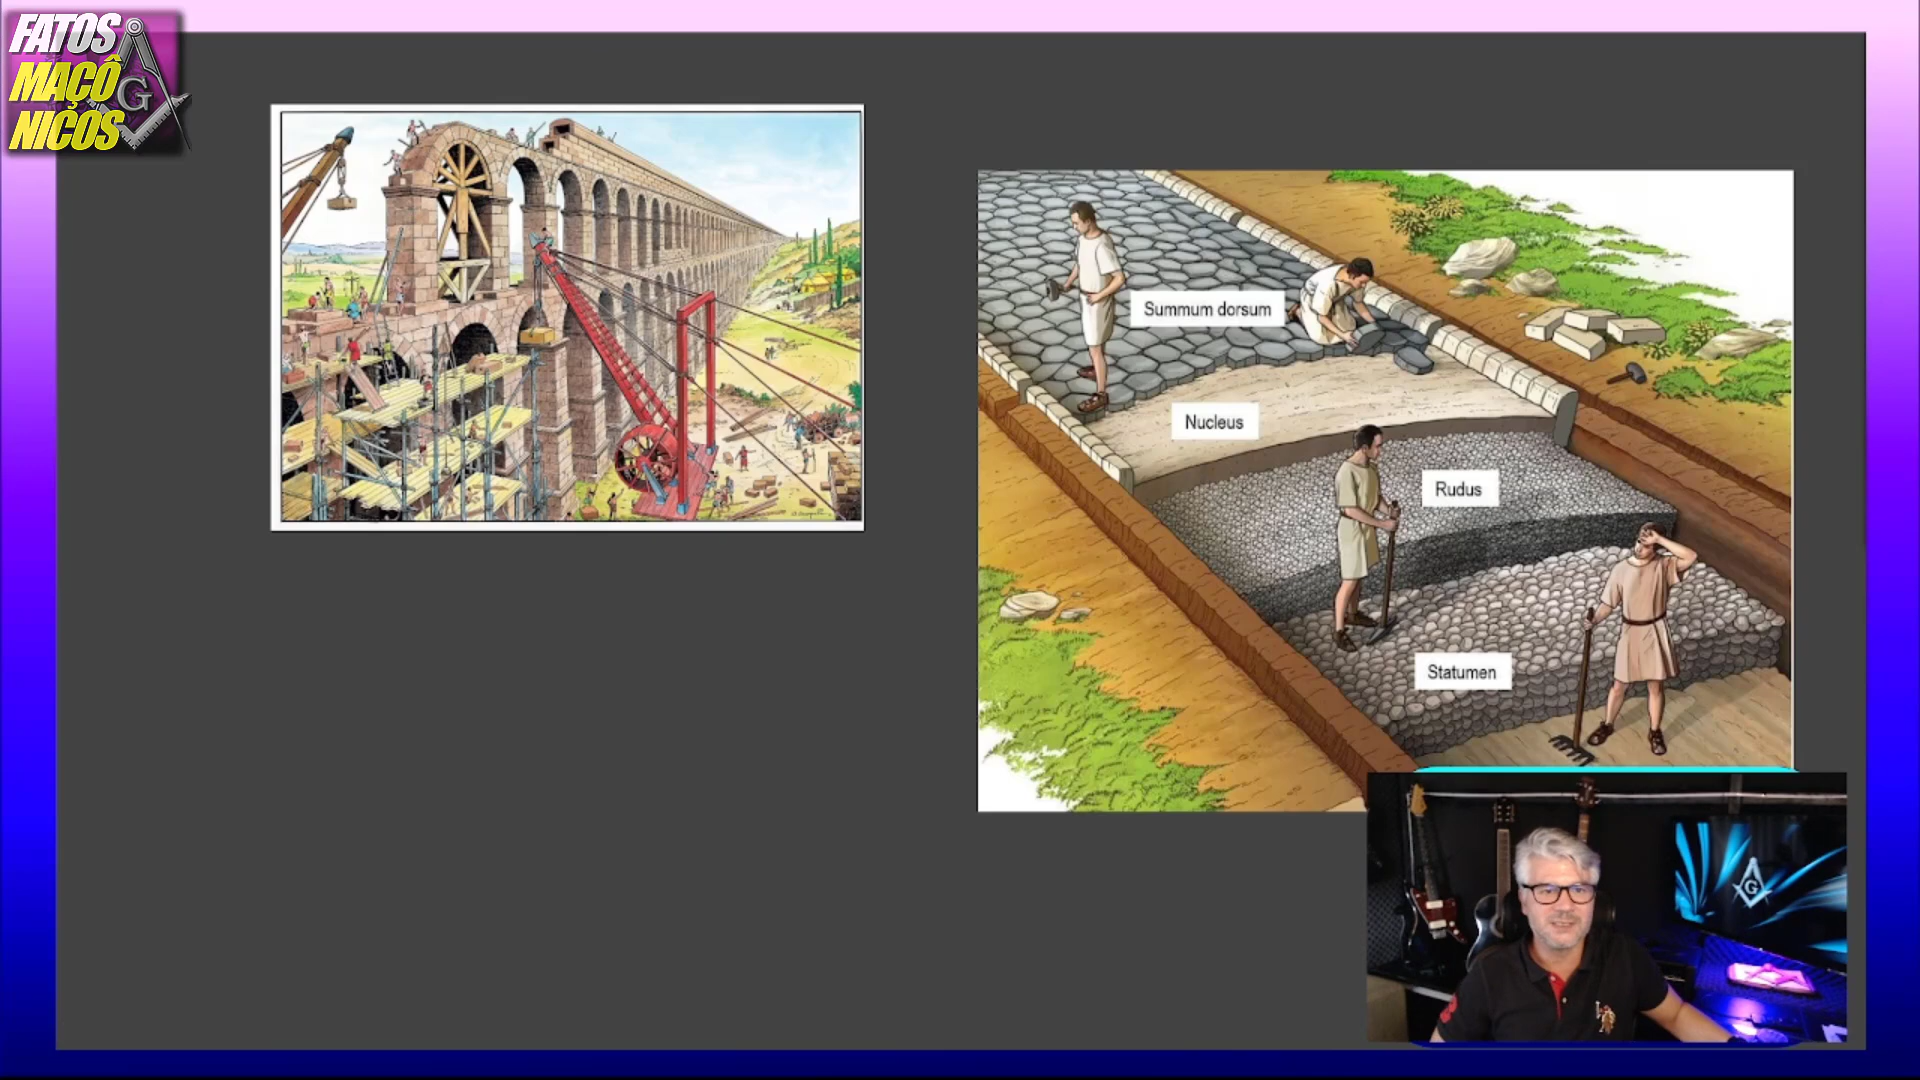 FATOS
MAÇÔ
NICOS
G
Summum dorsum
Nucleus
Rudus
Statumen
G